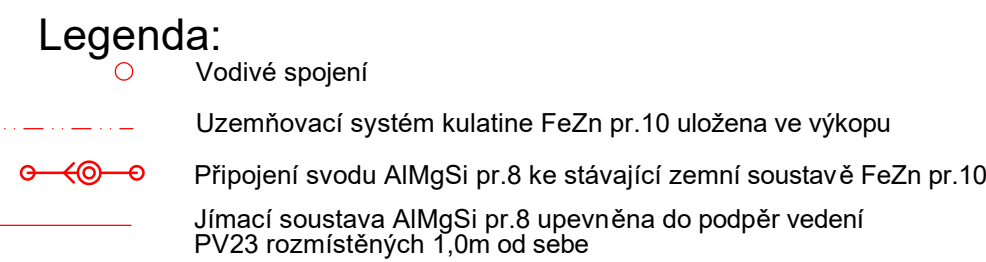 Legenda:
Vodivé spojení
Uzemňovací systém kulatine FeZn pr.10 uložena ve výkopu
Připojení svodu AlMgSi pr.8 ke stávající zemní soustavě FeZn pr.10
Jímací soustava AlMgSi pr.8 upevněna do podpěr vedení
PV23 rozmístěných 1,0m od sebe